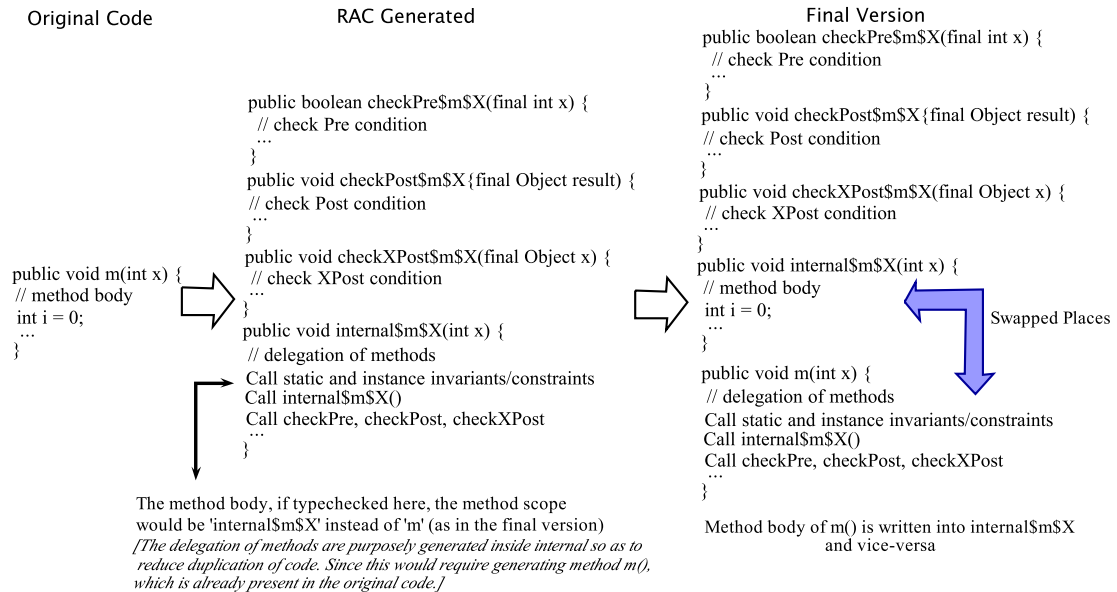 Original Code
public void m(int x) {
// method body
int i = 0;
...
}
RAC Generated
public boolean checkPre$m$X(final int x) {
// check Pre condition
...
}
public void checkPost$m$X{final Object result) {
// check Post condition
...
}
public void checkXPost$m$X(final Object x) {
// check XPost condition
...
}
public void internal$m$X(int x) {
// delegation of methods
Call static and instance invariants/constraints
Call internal$m$X()
Call checkPre, checkPost, checkXPost
...
}
The method body, if typechecked here, the method scope
would be 'internal$m$X' instead of 'm' (as in the final version)
[The delegation of methods are purposely generated inside internal so as to
reduce duplication of code. Since this would require generating method m(),
which is already present in the original code.]
Final Version
public boolean checkPre$m$X(final int x) {
// check Pre condition
...
}
public void checkPost$m$X{final Object result) {
// check Post condition
...
}
public void checkXPost$m$X(final Object x) {
// check XPost condition
...
}
public void internal$m$X(int x) {
// method body
int i = 0;
...
}
Swapped Places
public void m(int x) {
// delegation of methods
Call static and instance invariants/constraints
Call internal$m$X()
Call checkPre, checkPost, checkXPost
...
}
Method body of m() is written into internal$m$X
and vice-versa